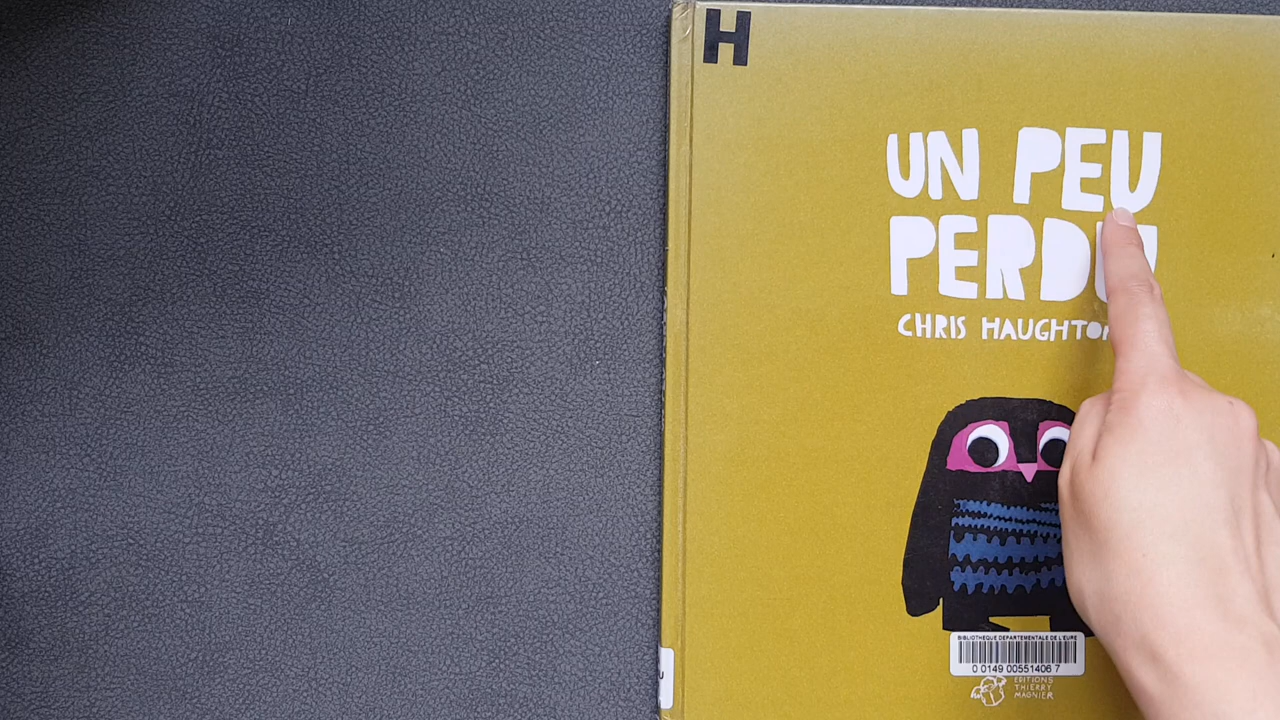 H
UN PEU
PERDU
CHRIS HAUGHTON
BIBLIOTHEQUE DEPARTEMENTALE DE L'EURE
0 0149 00551406 7
EDITIONS
THIERRY
MAGNIER
U